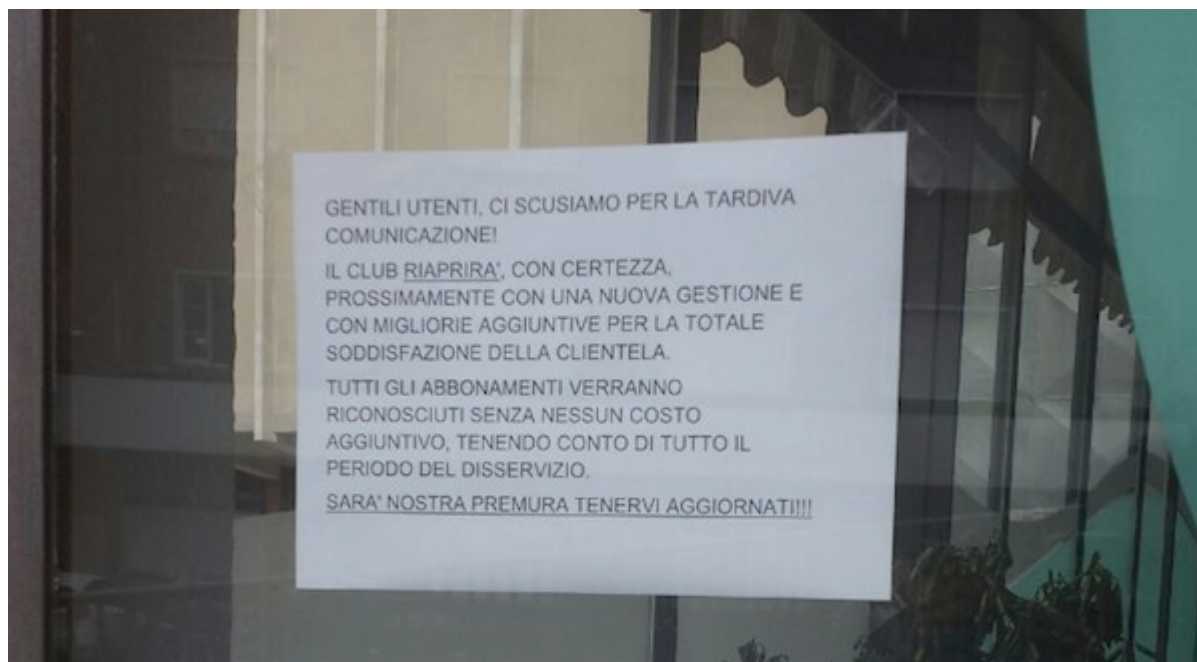 GENTILI UTENTI, CI SCUSIAMO PER LA TARDIVA
COMUNICAZIONE!
IL CLUB RIAPRIRA', CON CERTEZZA,
PROSSIMAMENTE CON UNA NUOVA GESTIONE E
CON MIGLIORIE AGGIUNTIVE PER LA TOTALE
SODDISFAZIONE DELLA CLIENTELA.
TUTTI GLI ABBONAMENTI VERRANNO
RICONOSCIUTI SENZA NESSUN COSTO
AGGIUNTIVO, TENENDO CONTO DI TUTTO IL
PERIODO DEL DISSERVIZIO.
SARA' NOSTRA PREMURA TENERVI AGGIORNATI!!!